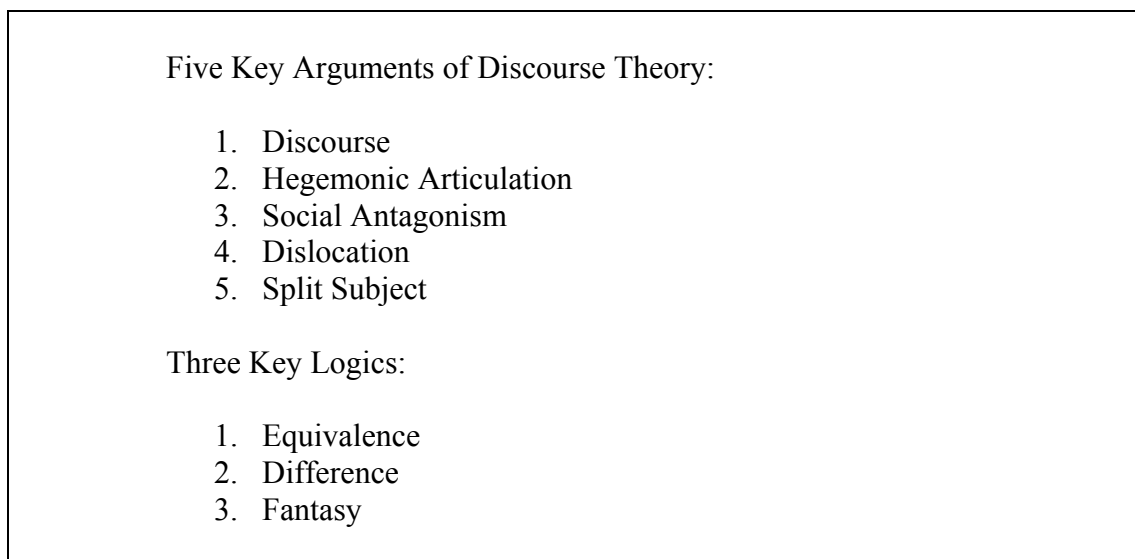 Five Key Arguments of Discourse Theory:
1. Discourse
2. Hegemonic Articulation
3. Social Antagonism
4. Dislocation
5. Split Subject
Three Key Logics:
1. Equivalence
2. Difference
3. Fantasy